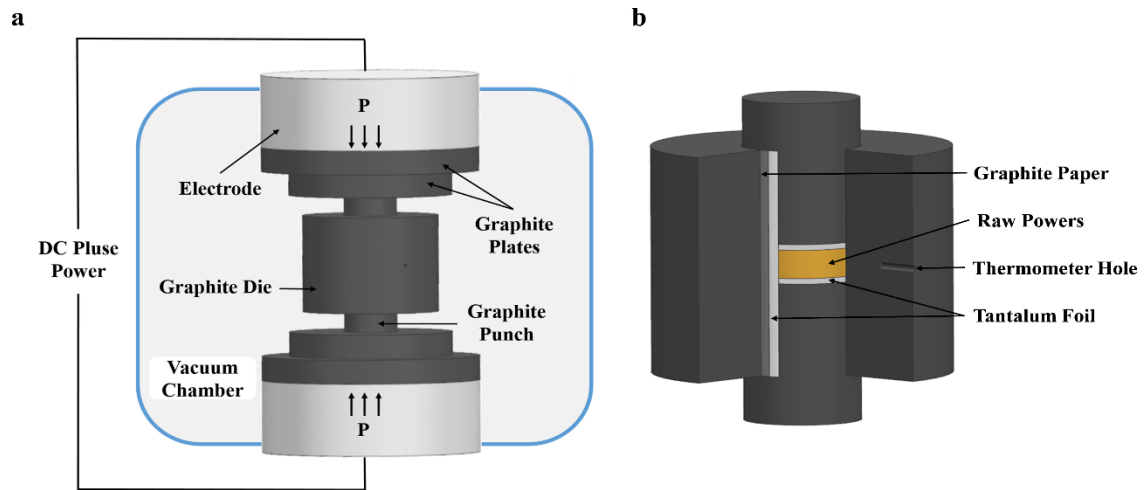 a
P
Electrode
Graphite
Plates
DC Pluse
Power
Graphite Die
Graphite
Punch
Vacuum
Chamber
P
b
Graphite Paper
Raw Powers
Thermometer Hole
Tantalum Foil